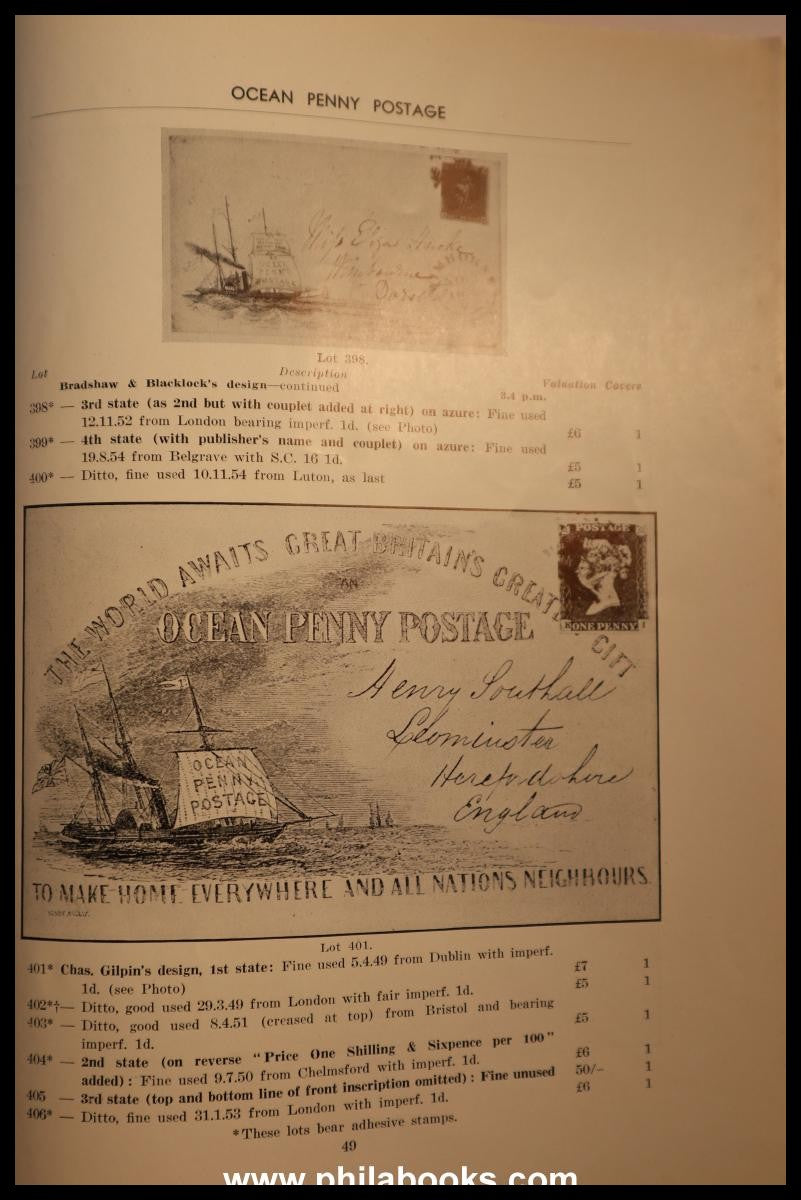 OCEAN PENNY POSTAGE
OCEAN
PENNY
POSTAGE
Miss Eliza
Lot 398.
Lot Description Valuation Covers
Bradshaw & Blacklock's design—continued 3.4 p.m.
398* — 3rd state (as 2nd but with couplet added at right) on azure: Fine used
12.11.52 from London bearing imperf. 1d. (see Photo) £6 1
399* — 4th state (with publisher's name and couplet) on azure: Fine used
19.8.54 from Belgrave with S.C. 16 1d. £5 1
400* — Ditto, fine used 10.11.54 from Luton, as last £5 1
THE WORLD AWAITS GREAT BRITAIN'S GREATEST GIFT
AN
OCEAN PENNY POSTAGE
POSTAGE
ONE PENNY
Henry Southall
Leominster
Herefordshire
England
OCEAN
PENNY
POSTAGE
TO MAKE HOME EVERYWHERE AND ALL NATIONS NEIGHBOURS.
Lot 401.
401* Chas. Gilpin's design, 1st state: Fine used 5.4.49 from Dublin with imperf.
1d. (see Photo) £7 1
402*†— Ditto, good used 29.3.49 from London with fair imperf. 1d. £5 1
403* — Ditto, good used 8.4.51 (creased at top) from Bristol and bearing
imperf. 1d. £5 1
404* — 2nd state (on reverse "Price One Shilling & Sixpence per 100"
added): Fine used 9.7.50 from Chelmsford with imperf. 1d. £6 1
405 — 3rd state (top and bottom line of front inscription omitted): Fine unused 50/- 1
406* — Ditto, fine used 31.1.53 from London with imperf. 1d. £6 1
*These lots bear adhesive stamps.
49
www.philabooks.com